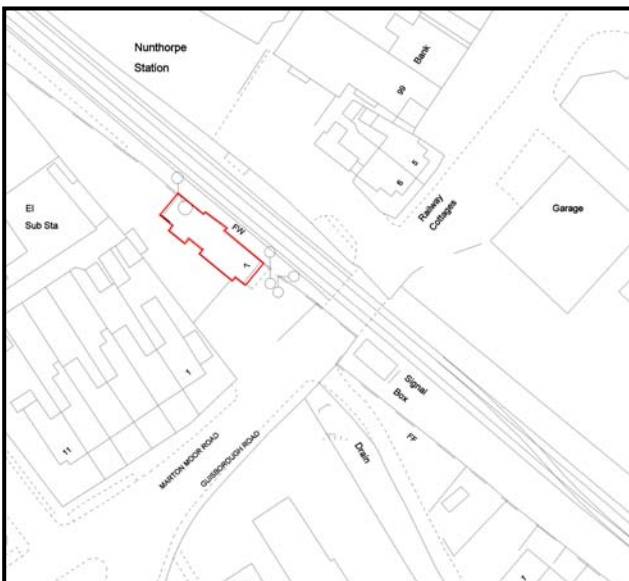 Nunthorpe
Station
Bank
99
5
6
Railway
Cottages
Garage
El
Sub Sta
FW
1
1
11
Signal
Box
MARTON MOOR ROAD
GUISBOROUGH ROAD
Drain
FF
1